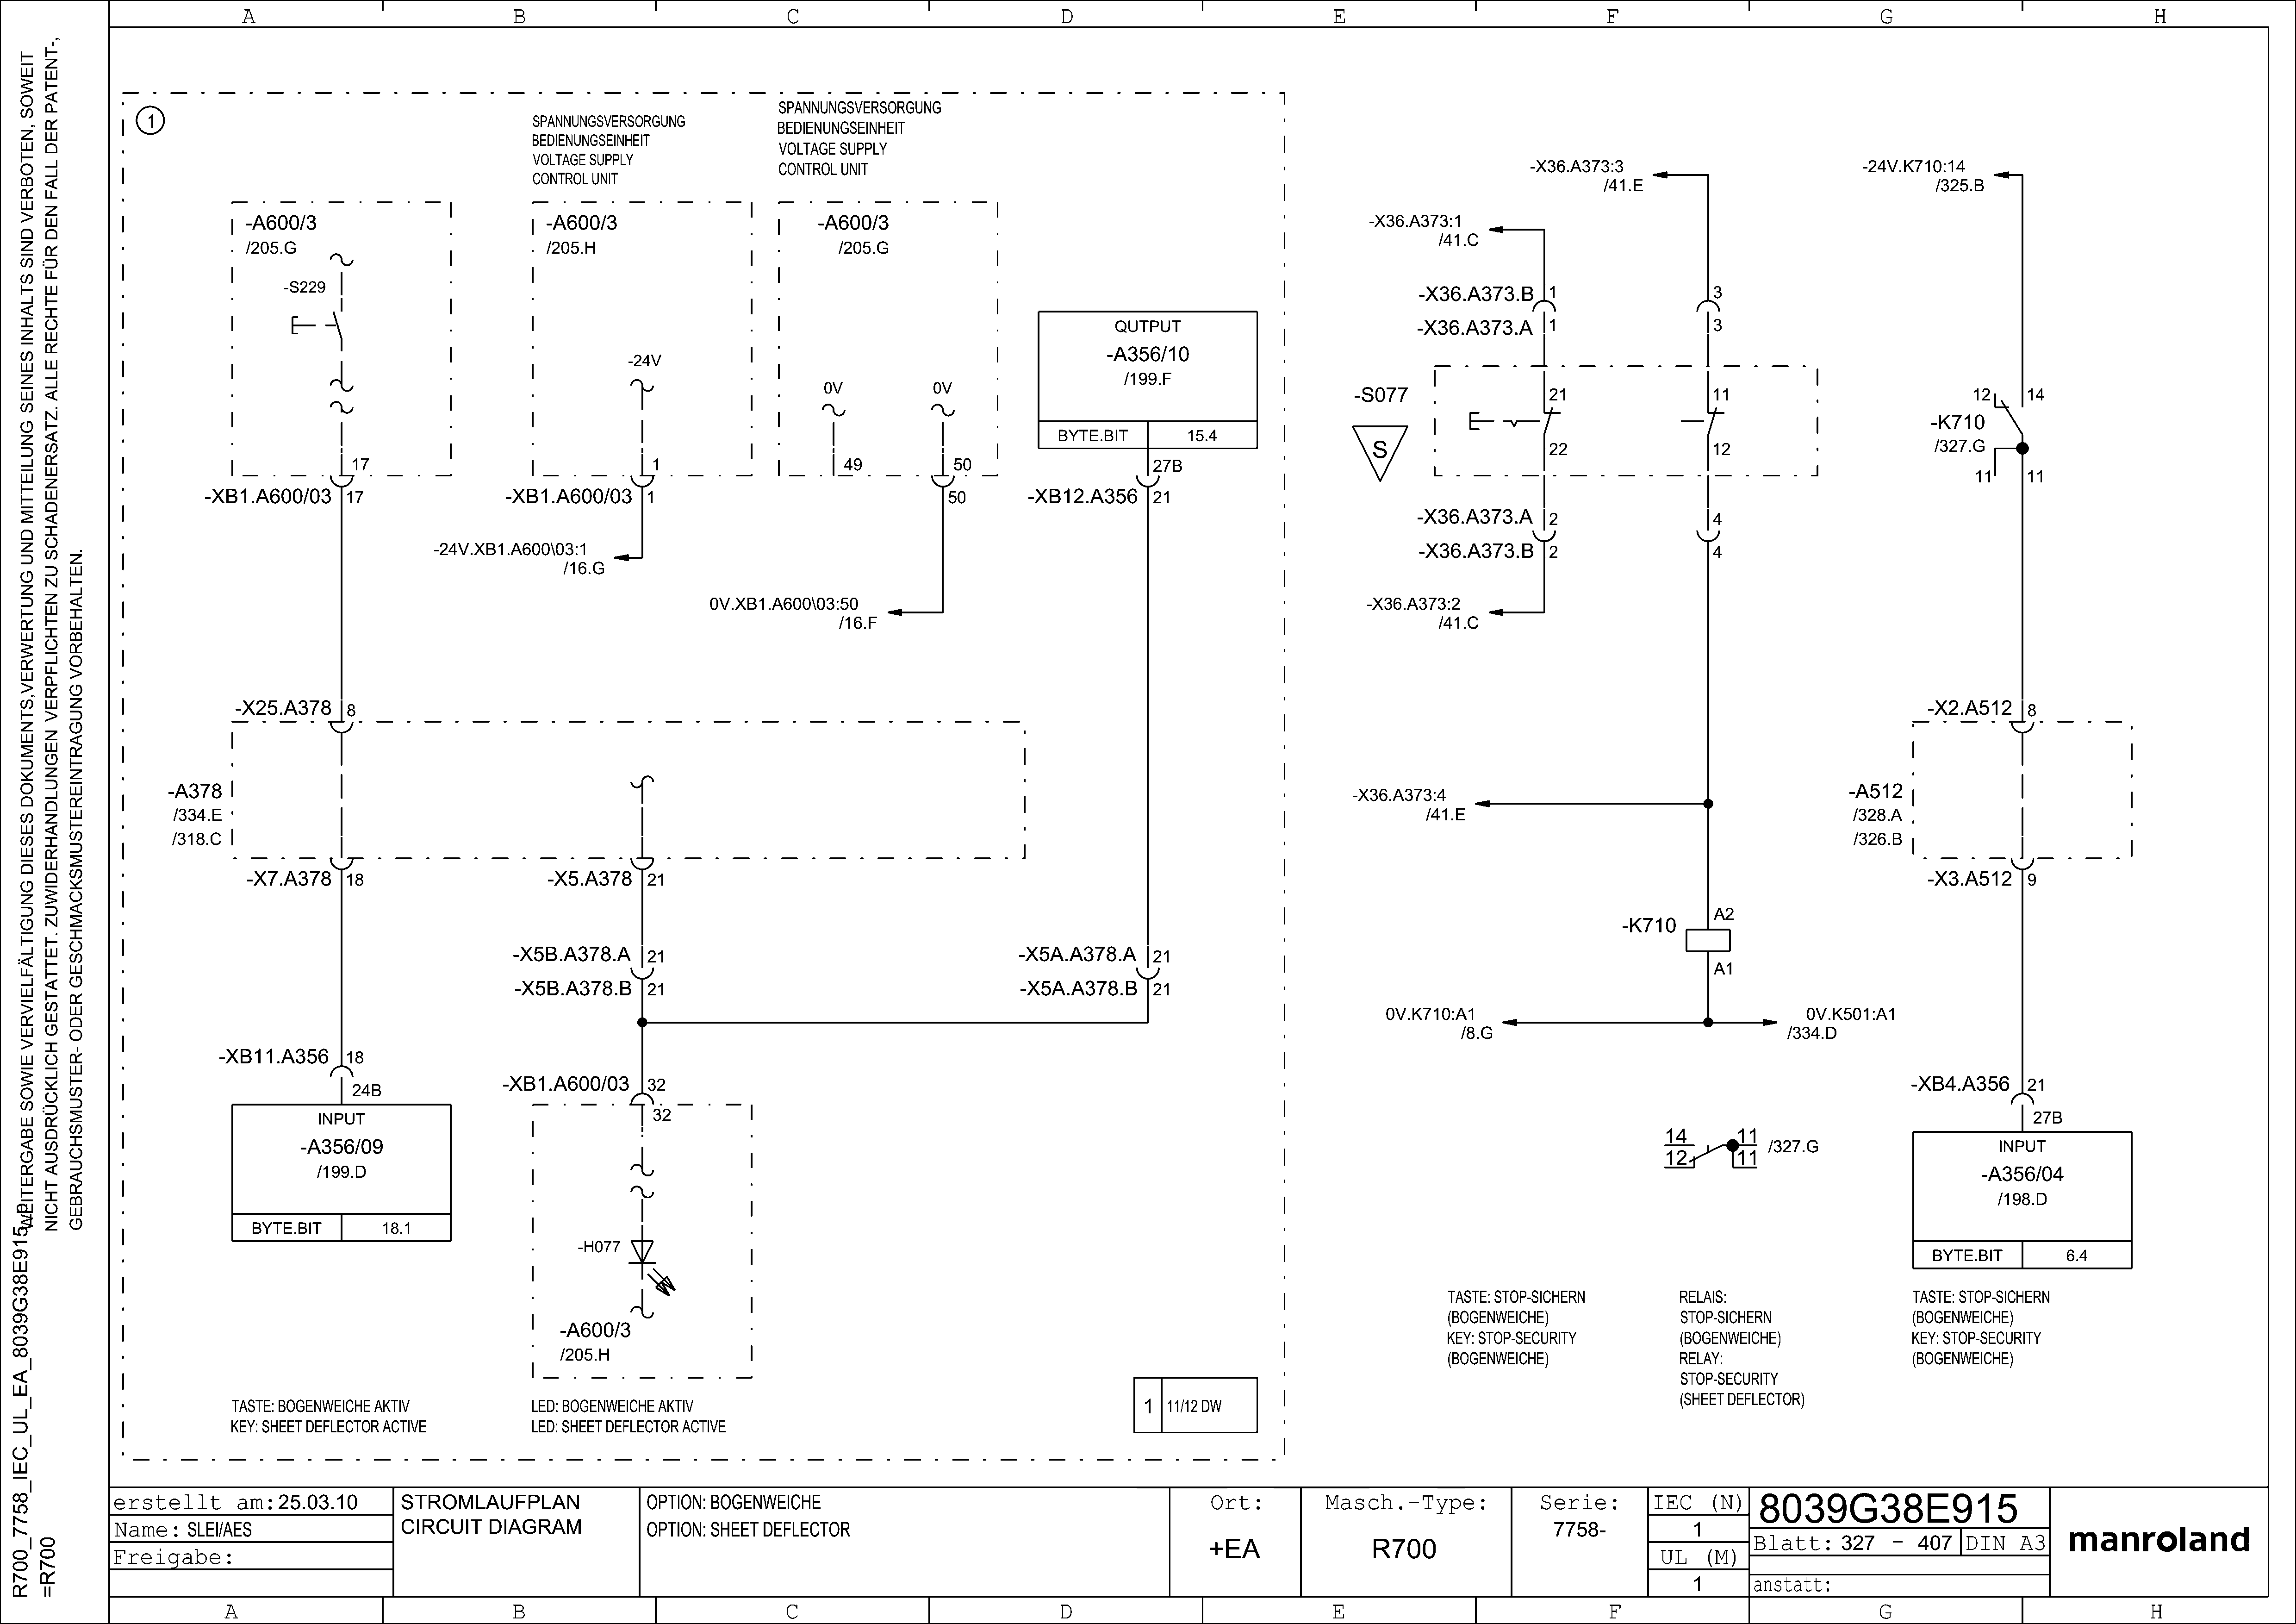 A B C D E F G H
WEITERGABE SOWIE VERVIELFÄLTIGUNG DIESES DOKUMENTS,VERWERTUNG UND MITTEILUNG SEINES INHALTS SIND VERBOTEN, SOWEIT
NICHT AUSDRÜCKLICH GESTATTET. ZUWIDERHANDLUNGEN VERPFLICHTEN ZU SCHADENERSATZ. ALLE RECHTE FÜR DEN FALL DER PATENT-,
GEBRAUCHSMUSTER- ODER GESCHMACKSMUSTEREINTRAGUNG VORBEHALTEN.
R700_7758_IEC_UL_EA_8039G38E915_D
=R700
1
SPANNUNGSVERSORGUNG
BEDIENUNGSEINHEIT
VOLTAGE SUPPLY
CONTROL UNIT
SPANNUNGSVERSORGUNG
BEDIENUNGSEINHEIT
VOLTAGE SUPPLY
CONTROL UNIT
-A600/3
/205.G
-S229
17
-XB1.A600/03 17
-A600/3
/205.H
-24V
1
-XB1.A600/03 1
-24V.XB1.A600\03:1
/16.G
-A600/3
/205.G
0V 0V
49 50
50
0V.XB1.A600\03:50
/16.F
QUTPUT
-A356/10
/199.F
BYTE.BIT 15.4
27B
-XB12.A356 21
-X25.A378 8
-A378
/334.E
/318.C
-X7.A378 18
-X5.A378 21
-X5B.A378.A 21
-X5B.A378.B 21
-X5A.A378.A 21
-X5A.A378.B 21
-XB11.A356 18
24B
INPUT
-A356/09
/199.D
BYTE.BIT 18.1
-XB1.A600/03 32
32
-H077
-A600/3
/205.H
TASTE: BOGENWEICHE AKTIV
KEY: SHEET DEFLECTOR ACTIVE
LED: BOGENWEICHE AKTIV
LED: SHEET DEFLECTOR ACTIVE
1 11/12 DW
-X36.A373:3
/41.E
-X36.A373:1
/41.C
-X36.A373.B 1 3
-X36.A373.A 1 3
-S077
S
21 11
22 12
-X36.A373.A 2 4
-X36.A373.B 2 4
-X36.A373:2
/41.C
-X36.A373:4
/41.E
-K710
A2
A1
0V.K710:A1
/8.G
0V.K501:A1
/334.D
14 11
12 11
/327.G
-24V.K710:14
/325.B
12 14
-K710
/327.G
11 11
-X2.A512 8
-A512
/328.A
/326.B
-X3.A512 9
-XB4.A356 21
27B
INPUT
-A356/04
/198.D
BYTE.BIT 6.4
TASTE: STOP-SICHERN
(BOGENWEICHE)
KEY: STOP-SECURITY
(BOGENWEICHE)
RELAIS:
STOP-SICHERN
(BOGENWEICHE)
RELAY:
STOP-SECURITY
(SHEET DEFLECTOR)
TASTE: STOP-SICHERN
(BOGENWEICHE)
KEY: STOP-SECURITY
(BOGENWEICHE)
erstellt am: 25.03.10
Name: SLEI/AES
Freigabe:
STROMLAUFPLAN
CIRCUIT DIAGRAM
OPTION: BOGENWEICHE
OPTION: SHEET DEFLECTOR
Ort:
+EA
Masch.-Type:
R700
Serie:
7758-
IEC (N)
1
UL (M)
1
8039G38E915
Blatt: 327 - 407 DIN A3
anstatt:
manroland
A B C D E F G H